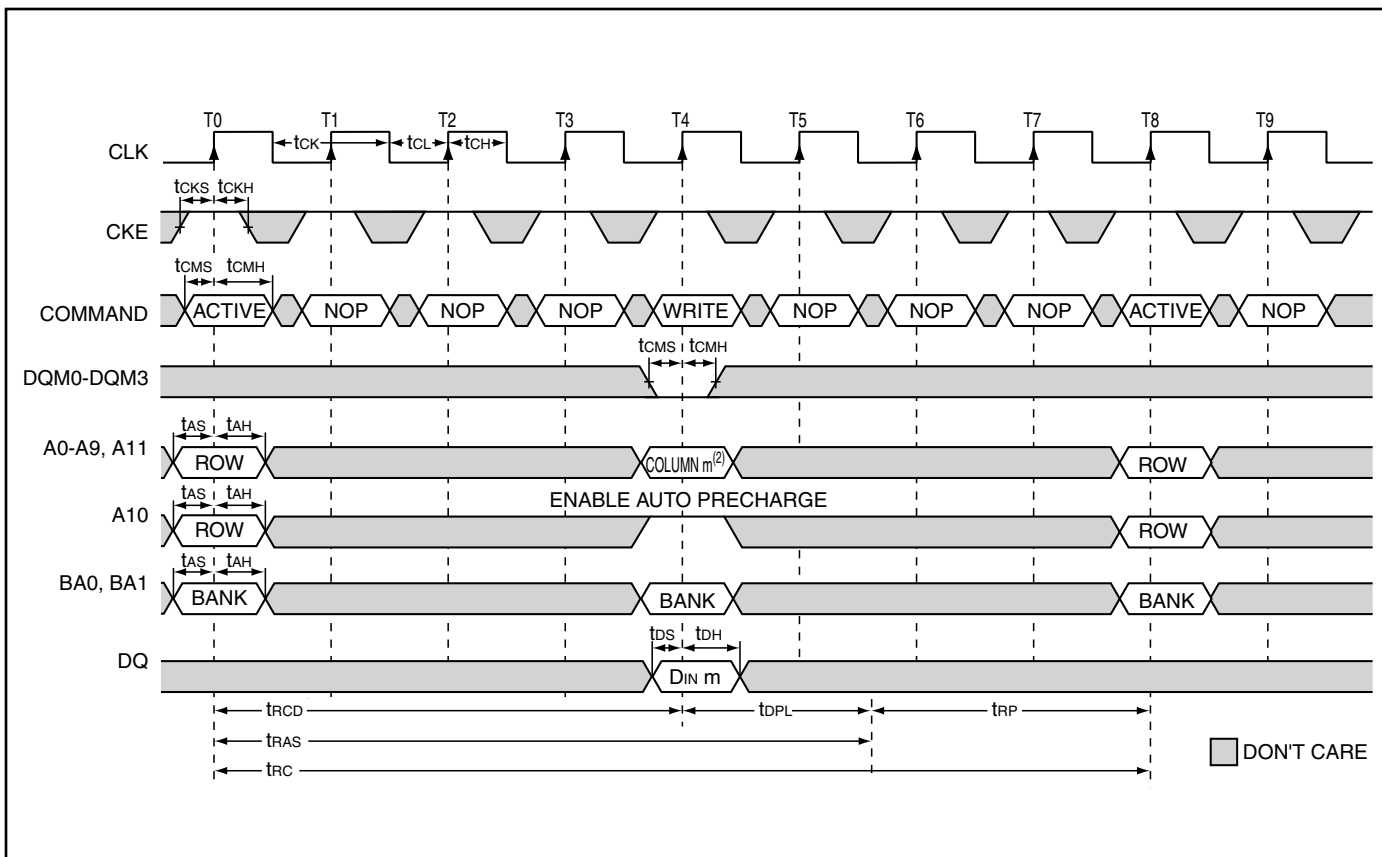 T0 T1 T2 T3 T4 T5 T6 T7 T8 T9
CLK tCK tCL tCH
tCKS tCKH
CKE
tCMS tCMH
COMMAND ACTIVE NOP NOP NOP WRITE NOP NOP NOP ACTIVE NOP
tCMS tCMH
DQM0-DQM3
tAS tAH
A0-A9, A11 ROW COLUMN m(2) ROW
tAS tAH ENABLE AUTO PRECHARGE
A10 ROW ROW
tAS tAH
BA0, BA1 BANK BANK BANK
tDS tDH
DQ DIN m
tRCD tDPL tRP
tRAS
DON'T CARE
tRC